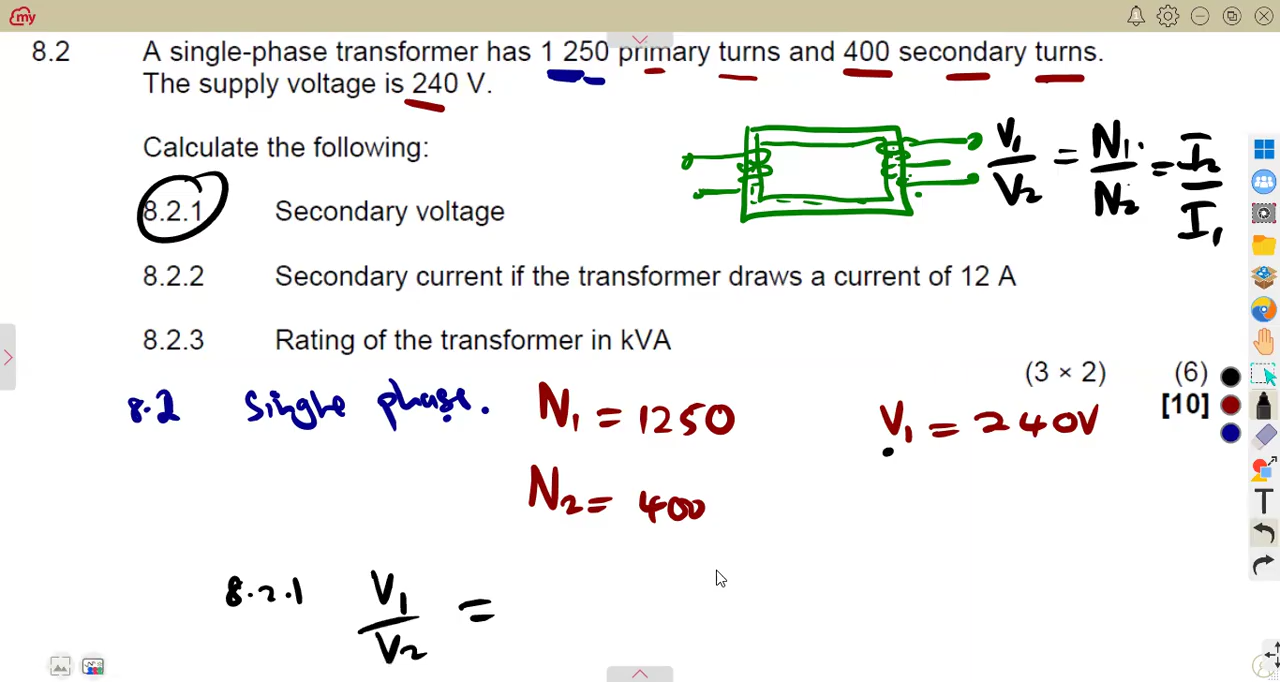 my
8.2 A single-phase transformer has 1 250 primary turns and 400 secondary turns.
The supply voltage is 240 V.
Calculate the following:
8.2.1 Secondary voltage
V1/V2 = N1/N2 = I2/I1
8.2.2 Secondary current if the transformer draws a current of 12 A
8.2.3 Rating of the transformer in kVA
(3 × 2) (6)
[10]
8.2 Single phase. N1 = 1250 V1 = 240V
N2 = 400
8.2.1 V1/V2 =